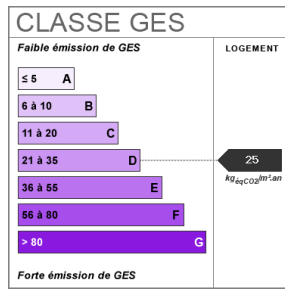 CLASSE GES
Faible émission de GES
LOGEMENT
≤ 5 A
6 à 10 B
11 à 20 C
21 à 35 D
25
kgéqCO2/m².an
36 à 55 E
56 à 80 F
> 80 G
Forte émission de GES